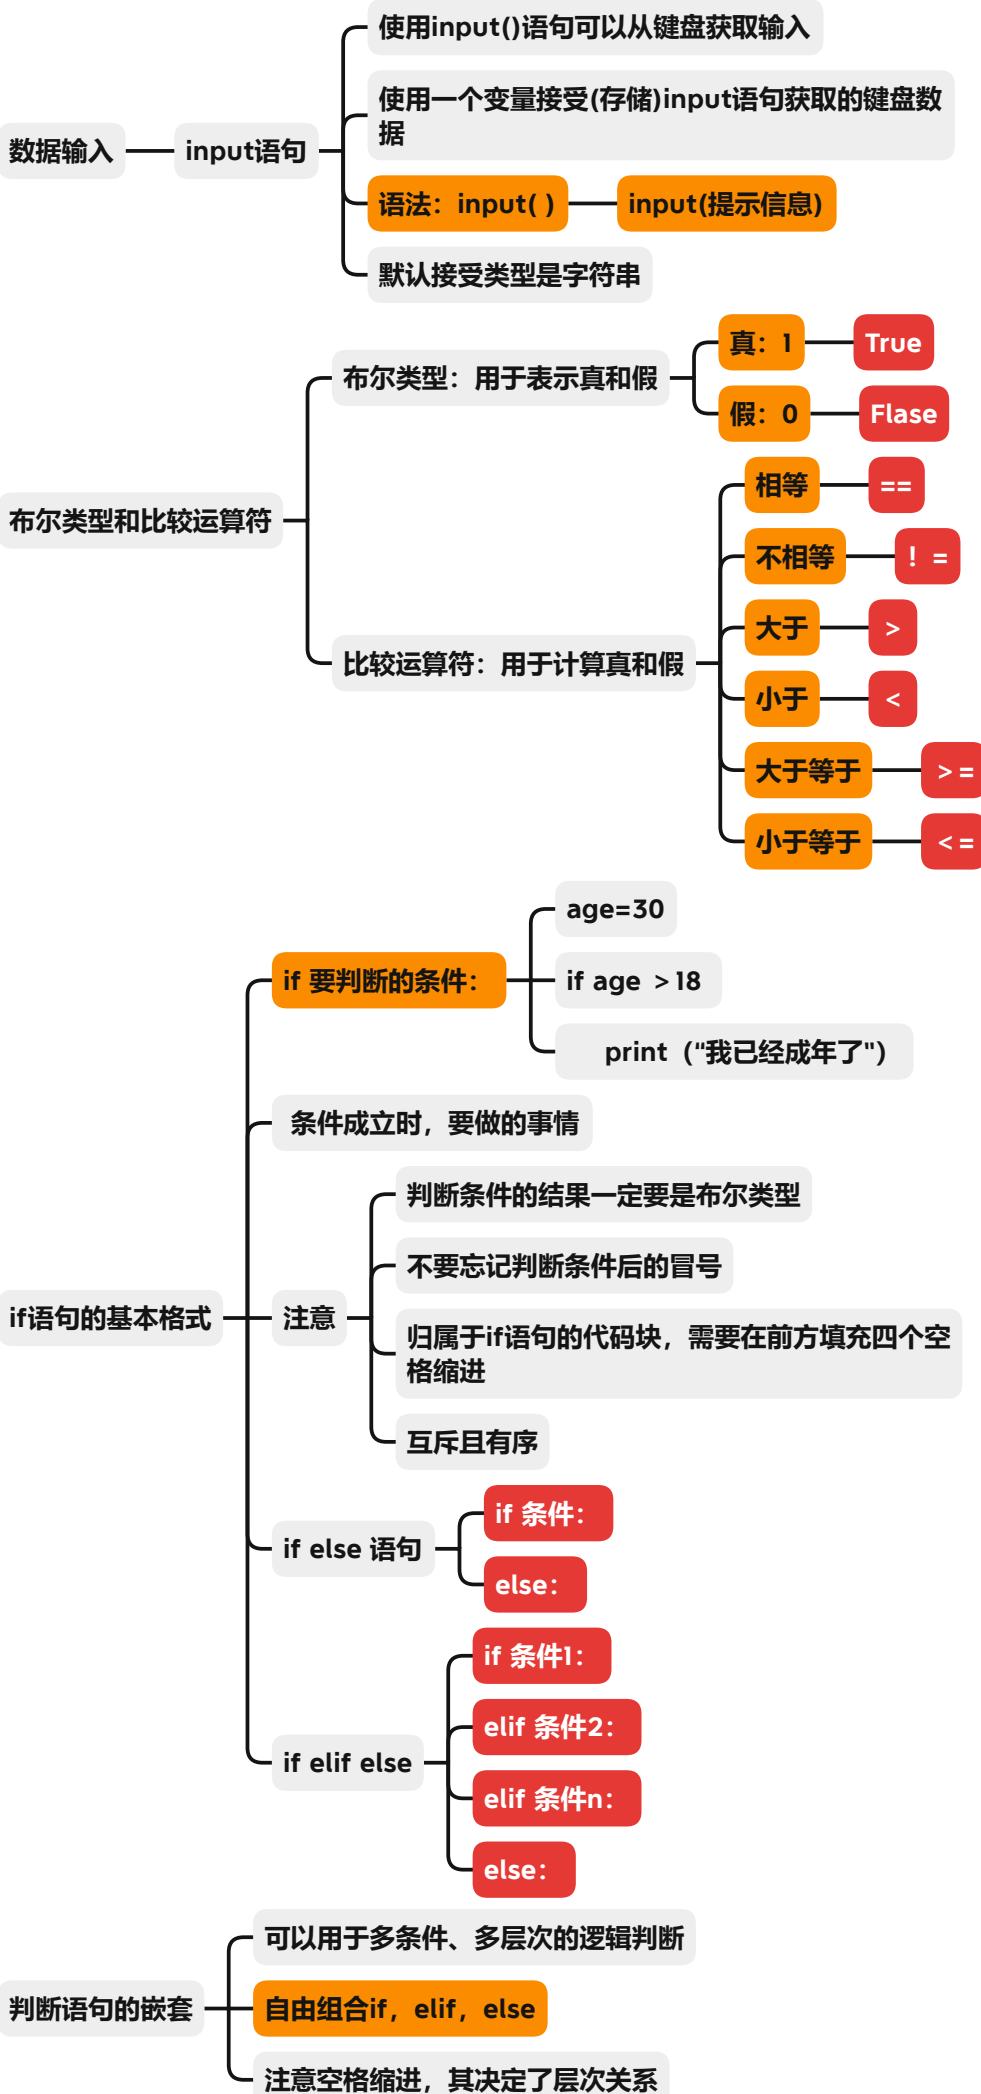 使用input()语句可以从键盘获取输入
使用一个变量接受(存储)input语句获取的键盘数
据
数据输入
input语句
语法：input( )
input(提示信息)
默认接受类型是字符串
布尔类型和比较运算符
布尔类型：用于表示真和假
真：1
True
假：0
Flase
比较运算符：用于计算真和假
相等
==
不相等
！=
大于
>
小于
<
大于等于
>=
小于等于
<=
if语句的基本格式
if 要判断的条件：
age=30
if age >18
print（“我已经成年了"）
条件成立时，要做的事情
注意
判断条件的结果一定要是布尔类型
不要忘记判断条件后的冒号
归属于if语句的代码块，需要在前方填充四个空
格缩进
互斥且有序
if else 语句
if 条件：
else：
if elif else
if 条件1：
elif 条件2：
elif 条件n：
else：
判断语句的嵌套
可以用于多条件、多层次的逻辑判断
自由组合if，elif，else
注意空格缩进，其决定了层次关系